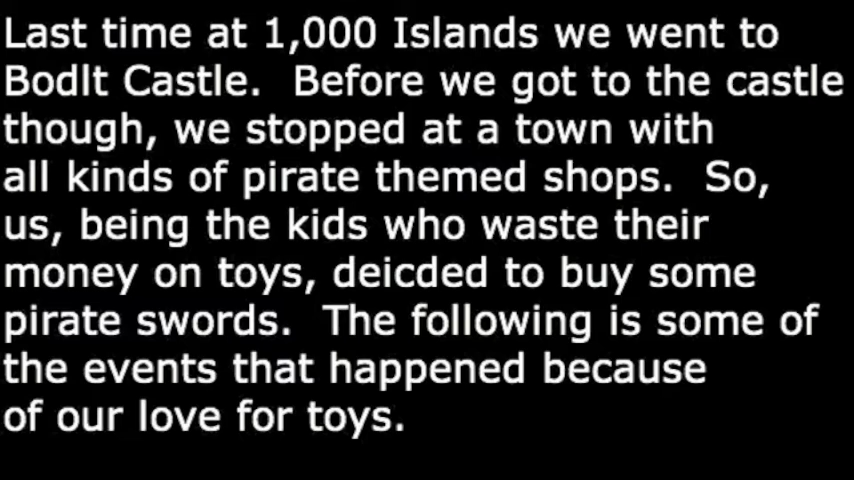 Last time at 1,000 Islands we went to
Bodlt Castle.  Before we got to the castle
though, we stopped at a town with
all kinds of pirate themed shops.  So,
us, being the kids who waste their
money on toys, deicded to buy some
pirate swords.  The following is some of
the events that happened because
of our love for toys.